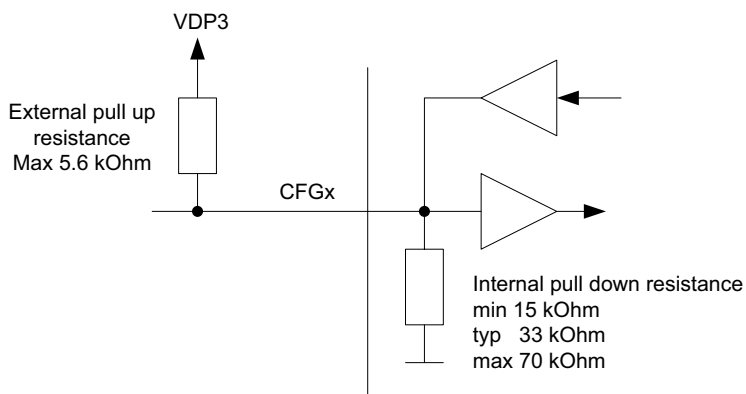 VDP3
External pull up
resistance
Max 5.6 kOhm
CFGx
Internal pull down resistance
min 15 kOhm
typ 33 kOhm
max 70 kOhm